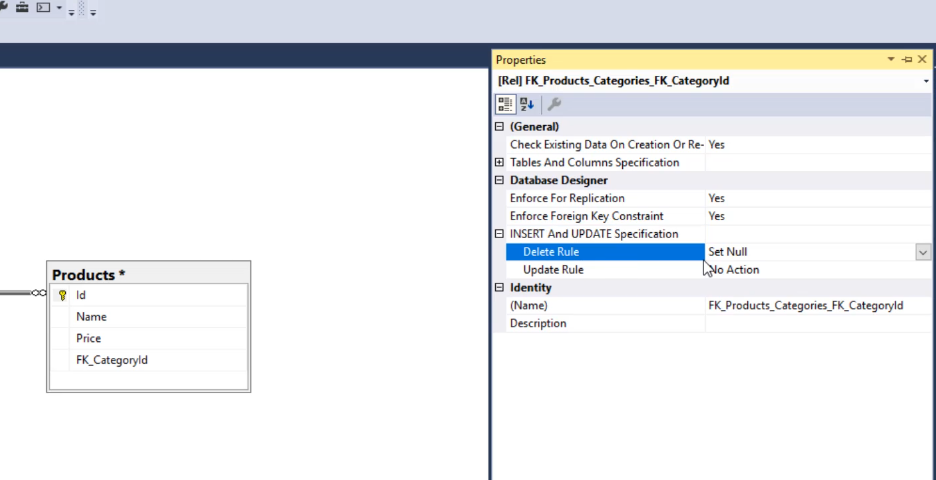 Properties
[Rel] FK_Products_Categories_FK_CategoryId
(General)
Check Existing Data On Creation Or Re- Yes
Tables And Columns Specification
Database Designer
Enforce For Replication Yes
Enforce Foreign Key Constraint Yes
INSERT And UPDATE Specification
Delete Rule Set Null
Update Rule No Action
Identity
(Name) FK_Products_Categories_FK_CategoryId
Description
Products *
Id
Name
Price
FK_CategoryId